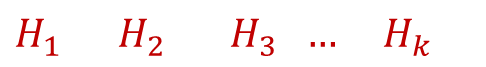 H₁ H₂ H₃ … Hₖ